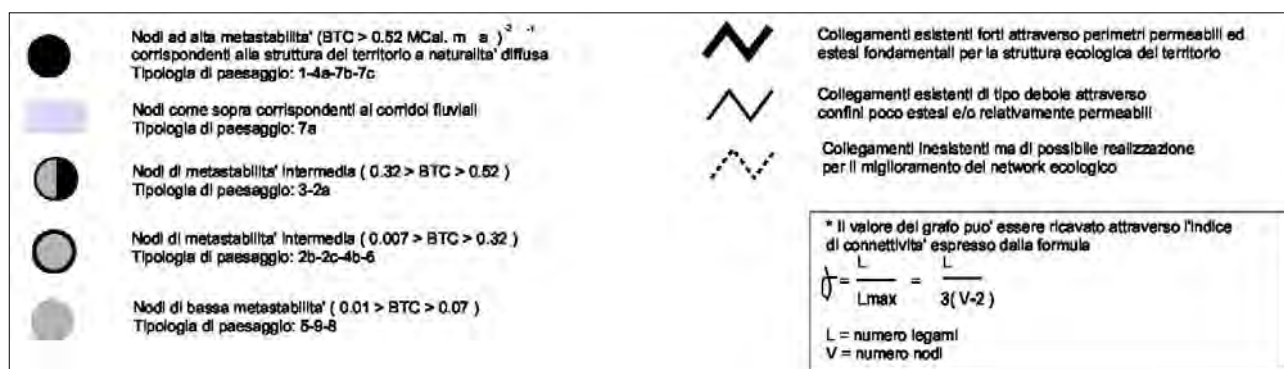 Nodi ad alta metastabilita' (BTC > 0.52 MCal. m a )-2 -1
corrispondenti alla struttura del territorio a naturalita' diffusa
Tipologia di paesaggio: 1-4a-7b-7c
Nodi come sopra corrispondenti ai corridoi fluviali
Tipologia di paesaggio: 7a
Nodi di metastabilita' intermedia ( 0.32 > BTC > 0.52 )
Tipologia di paesaggio: 3-2a
Nodi di metastabilita' intermedia ( 0.007 > BTC > 0.32 )
Tipologia di paesaggio: 2b-2c-4b-6
Nodi di bassa metastabilita' ( 0.01 > BTC > 0.07 )
Tipologia di paesaggio: 5-9-8
Collegamenti esistenti forti attraverso perimetri permeabili ed
estesi fondamentali per la struttura ecologica del territorio
Collegamenti esistenti di tipo debole attraverso
confini poco estesi e/o relativamente permeabili
Collegamenti inesistenti ma di possibile realizzazione
per il miglioramento del network ecologico
* Il valore del grafo puo' essere ricavato attraverso l'indice
di connettivita' espresso dalla formula
L L
γ = = 
Lmax 3( V-2 )
L = numero legami
V = numero nodi